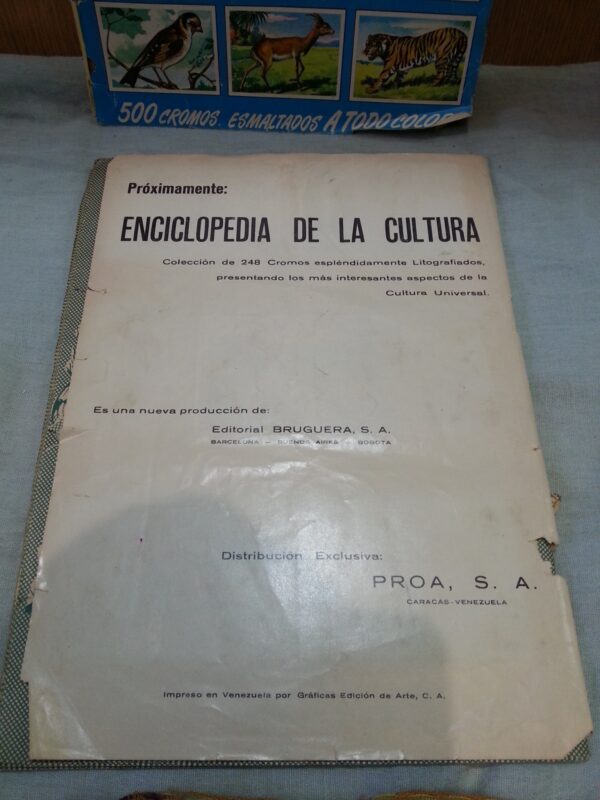 500 CROMOS. ESMALTADOS A TODO COLOR
Próximamente:
ENCICLOPEDIA DE LA CULTURA
Colección de 248 Cromos espléndidamente Litografiados,
presentando los más interesantes aspectos de la
Cultura Universal.
Es una nueva producción de:
Editorial BRUGUERA, S. A.
BARCELONA - BUENOS AIRES - BOGOTA
Distribución Exclusiva:
PROA, S. A.
CARACAS-VENEZUELA
Impreso en Venezuela por Gráficas Edición de Arte, C. A.